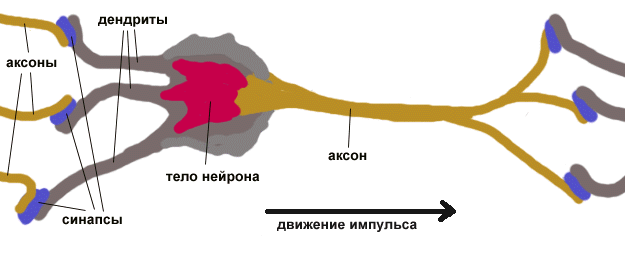 дендриты
аксоны
аксон
тело нейрона
синапсы
движение импульса